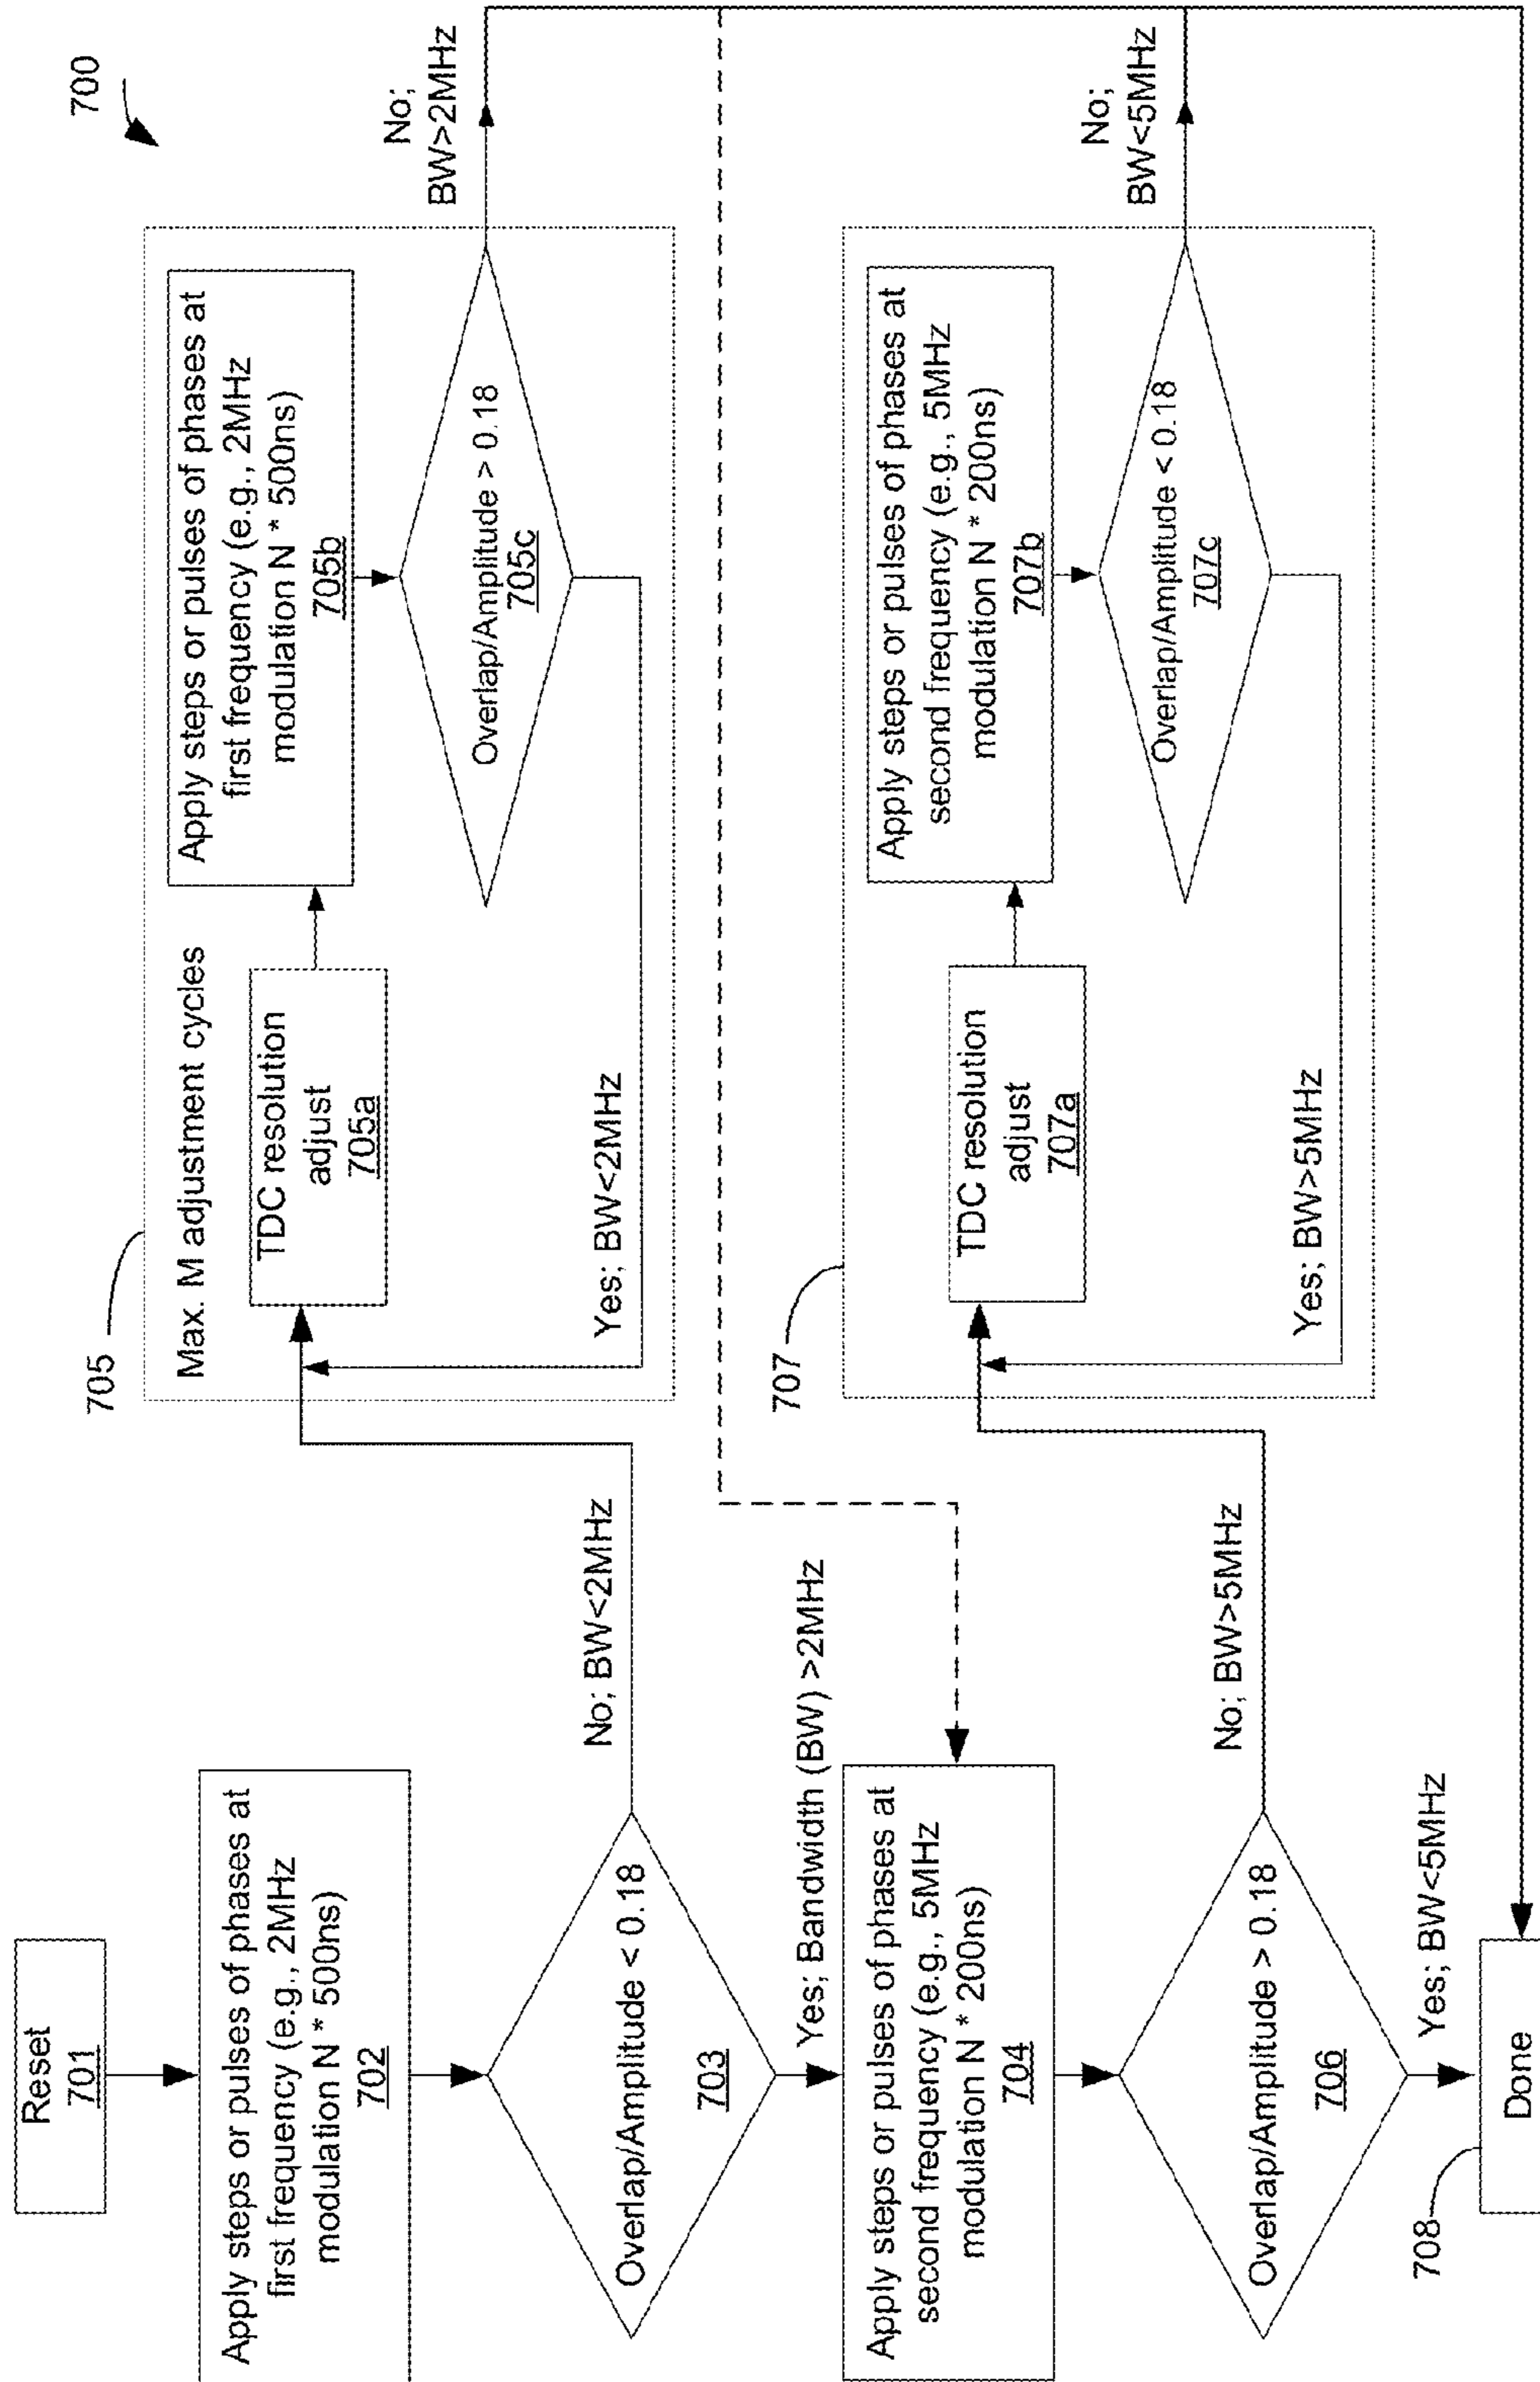 700
Reset
701
Apply steps or pulses of phases at
first frequency (e.g., 2MHz
modulation N * 500ns)
702
Overlap/Amplitude < 0.18
703
No; BW<2MHz
Yes; Bandwidth (BW) >2MHz
705
Max. M adjustment cycles
TDC resolution
adjust
705a
Apply steps or pulses of phases at
first frequency (e.g., 2MHz
modulation N * 500ns)
705b
Overlap/Amplitude > 0.18
705c
Yes; BW<2MHz
No;
BW>2MHz
Apply steps or pulses of phases at
second frequency (e.g., 5MHz
modulation N * 200ns)
704
Overlap/Amplitude > 0.18
706
No; BW>5MHz
Yes; BW<5MHz
707
TDC resolution
adjust
707a
Apply steps or pulses of phases at
second frequency (e.g., 5MHz
modulation N * 200ns)
707b
Overlap/Amplitude < 0.18
707c
Yes; BW>5MHz
No;
BW<5MHz
708
Done